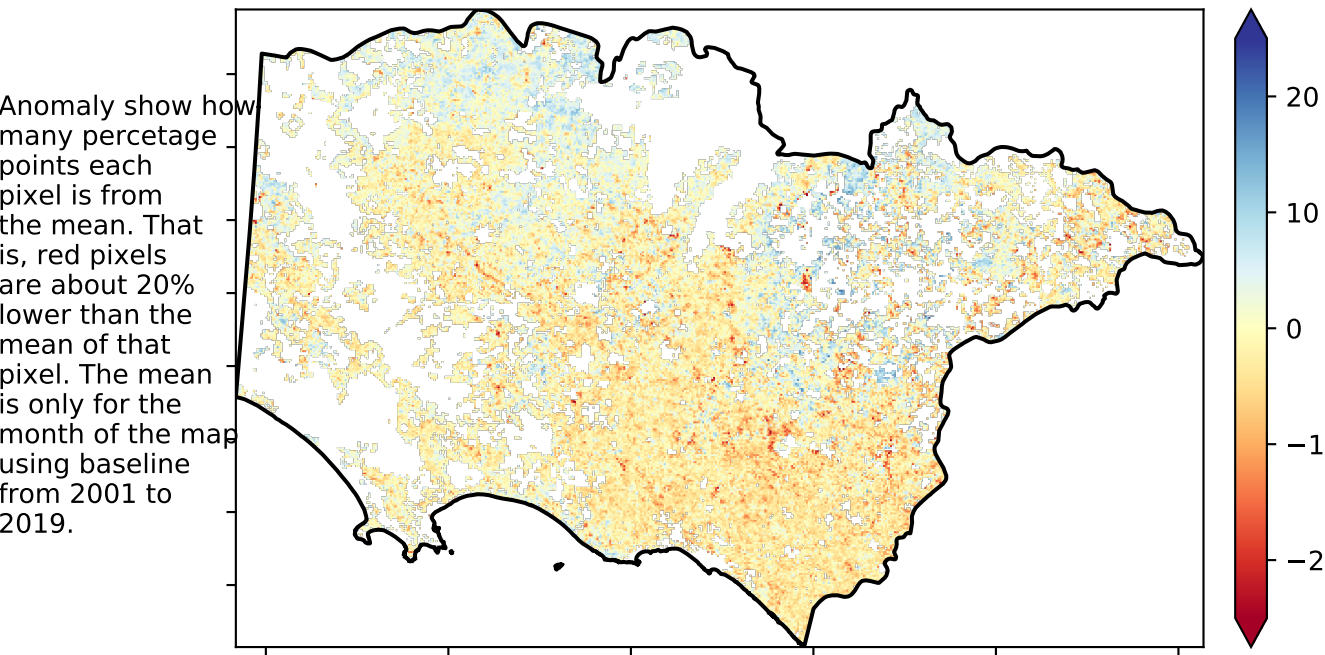 Anomaly show how
many percetage
points each
pixel is from
the mean. That
is, red pixels
are about 20%
lower than the
mean of that
pixel. The mean
is only for the
month of the map
using baseline
from 2001 to
2019.
20
10
0
−1
−2